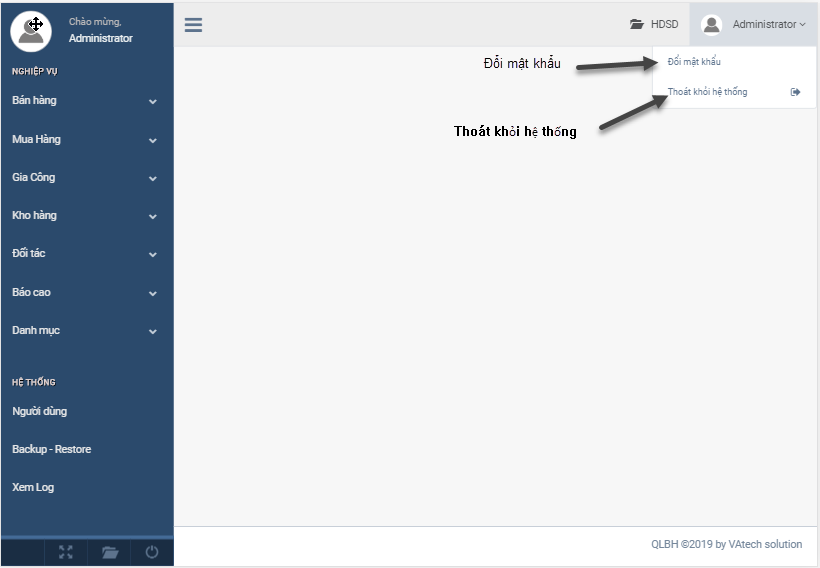 Chào mừng,
Administrator
HDSD
Administrator
Đổi mật khẩu
Đổi mật khẩu
Thoát khỏi hệ thống
Thoát khỏi hệ thống
NGHIỆP VỤ
Bán hàng
Mua Hàng
Gia Công
Kho hàng
Đối tác
Báo cao
Danh mục
HỆ THỐNG
Người dùng
Backup - Restore
Xem Log
QLBH ©2019 by VAtech solution